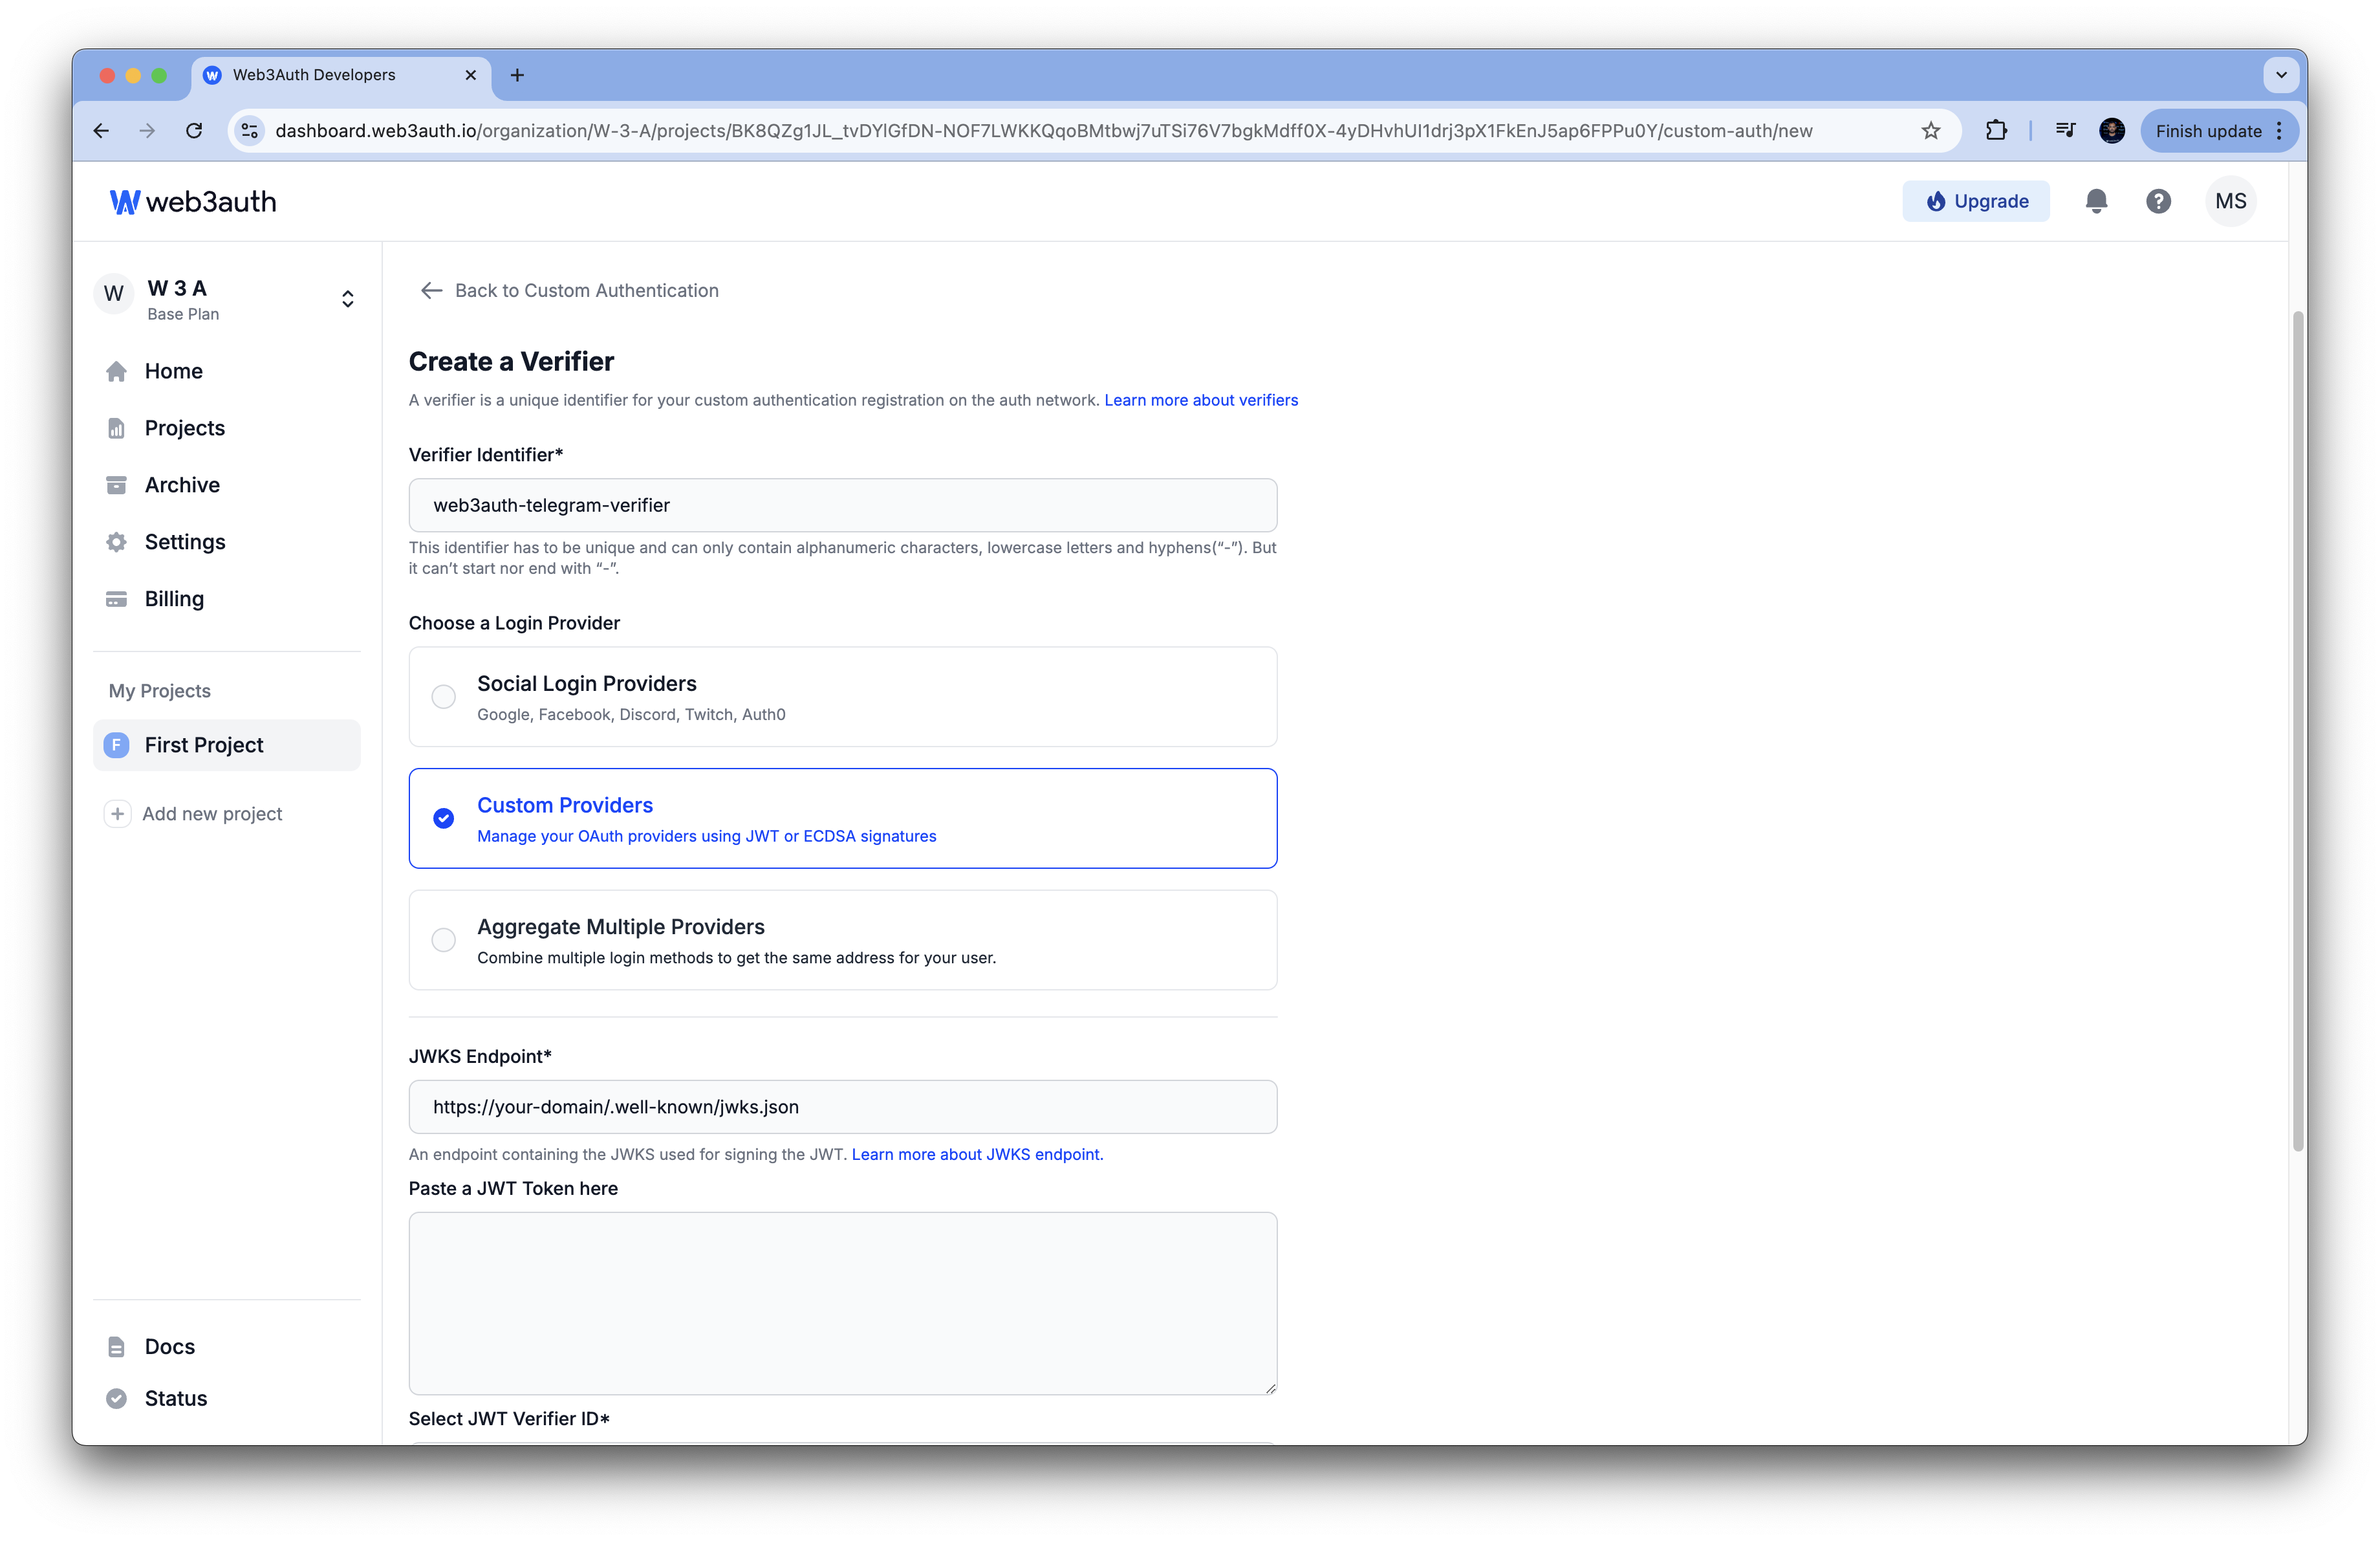 Web3Auth Developers
dashboard.web3auth.io/organization/W-3-A/projects/BK8QZg1JL_tvDYlGfDN-NOF7LWKKQqoBMtbwj7uTSi76V7bgkMdff0X-4yDHvhUI1drj3pX1FkEnJ5ap6FPPu0Y/custom-auth/new
Finish update
web3auth
Upgrade
MS
W
W 3 A
Base Plan
Home
Projects
Archive
Settings
Billing
My Projects
F
First Project
Add new project
Docs
Status
Back to Custom Authentication
Create a Verifier
A verifier is a unique identifier for your custom authentication registration on the auth network. Learn more about verifiers
Verifier Identifier*
web3auth-telegram-verifier
This identifier has to be unique and can only contain alphanumeric characters, lowercase letters and hyphens(“-”). But
it can’t start nor end with “-”.
Choose a Login Provider
Social Login Providers
Google, Facebook, Discord, Twitch, Auth0
Custom Providers
Manage your OAuth providers using JWT or ECDSA signatures
Aggregate Multiple Providers
Combine multiple login methods to get the same address for your user.
JWKS Endpoint*
https://your-domain/.well-known/jwks.json
An endpoint containing the JWKS used for signing the JWT. Learn more about JWKS endpoint.
Paste a JWT Token here
Select JWT Verifier ID*